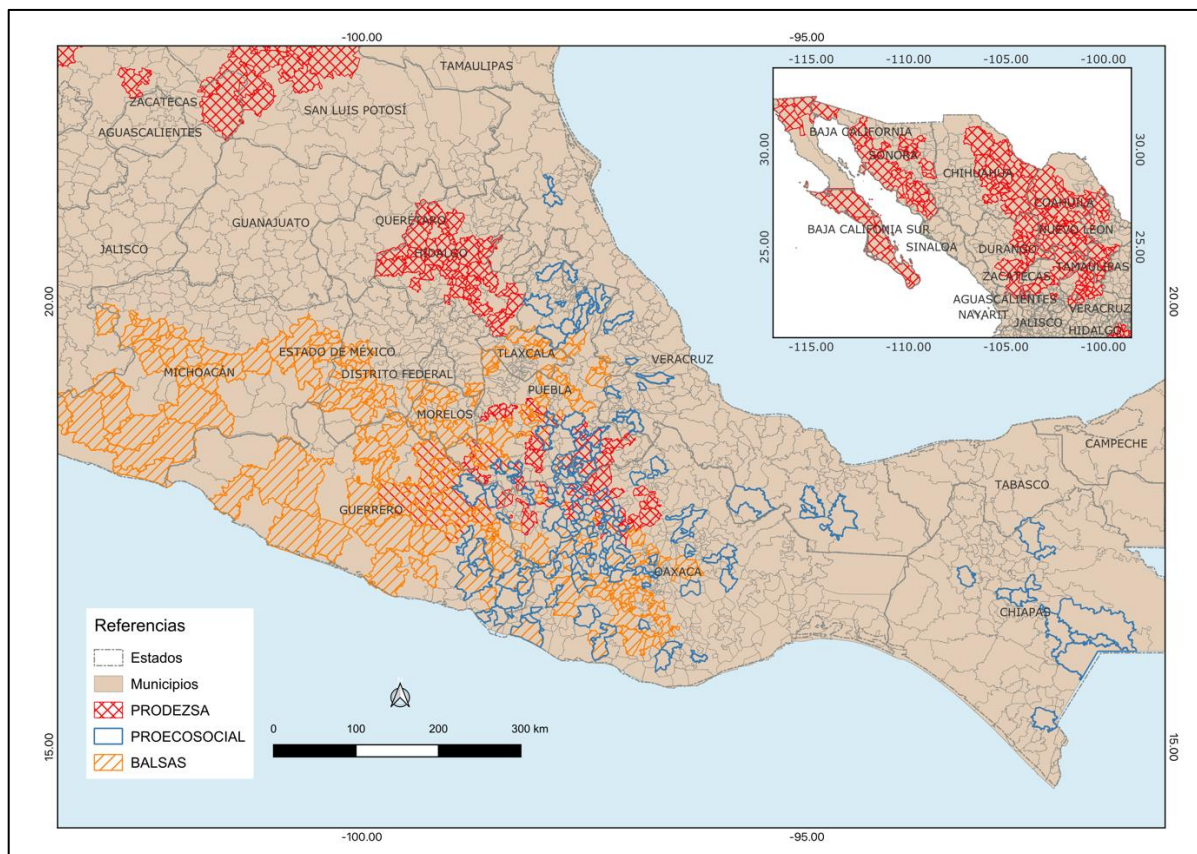 -100.00
-95.00
TAMAULIPAS
ZACATECAS
SAN LUIS POTOSÍ
AGUASCALIENTES
GUANAJUATO
QUERÉTARO
HIDALGO
JALISCO
20.00
20.00
ESTADO DE MÉXICO
TLAXCALA
VERACRUZ
MICHOACÁN
DISTRITO FEDERAL
PUEBLA
MORELOS
CAMPECHE
TABASCO
GUERRERO
OAXACA
CHIAPAS
15.00
15.00
-100.00
-95.00
-115.00 -110.00 -105.00 -100.00
30.00
30.00
BAJA CALIFORNIA
SONORA
CHIHUAHUA
COAHUILA
BAJA CALIFONIA SUR
NUEVO LEÓN
25.00
25.00
SINALOA
DURANGO
ZACATECAS
TAMAULIPAS
AGUASCALIENTES
NAYARIT
VERACRUZ
JALISCO
HIDALGO
-115.00 -110.00 -105.00 -100.00
Referencias
Estados
Municipios
PRODEZSA
PROECOSOCIAL
BALSAS
0 100 200 300 km